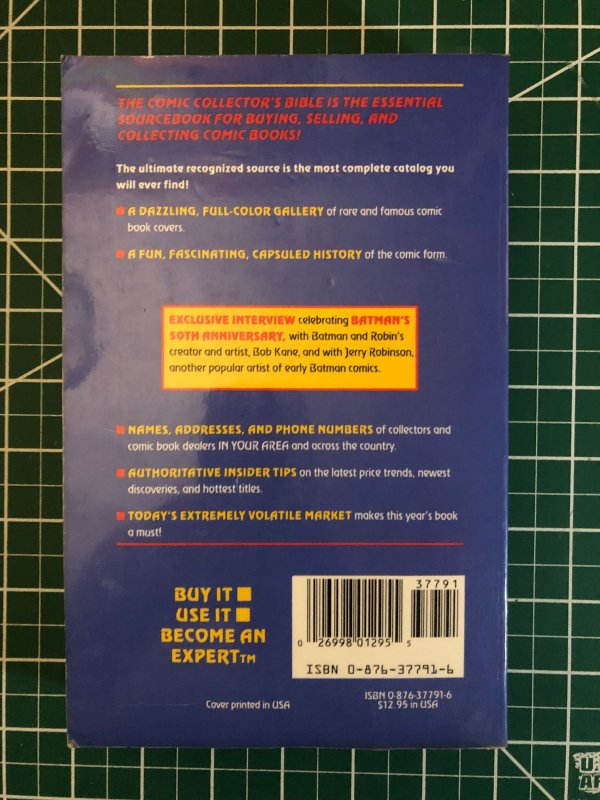 THE COMIC COLLECTOR'S BIBLE IS THE ESSENTIAL
SOURCEBOOK FOR BUYING, SELLING, AND
COLLECTING COMIC BOOKS!
The ultimate recognized source is the most complete catalog you
will ever find!
A DAZZLING, FULL-COLOR GALLERY of rare and famous comic
book covers.
A FUN, FASCINATING, CAPSULED HISTORY of the comic form.
EXCLUSIVE INTERVIEW celebrating BATMAN'S
50TH ANNIVERSARY, with Batman and Robin's
creator and artist, Bob Kane, and with Jerry Robinson,
another popular artist of early Batman comics.
NAMES, ADDRESSES, AND PHONE NUMBERS of collectors and
comic book dealers IN YOUR AREA and across the country.
AUTHORITATIVE INSIDER TIPS on the latest price trends, newest
discoveries, and hottest titles.
TODAY'S EXTREMELY VOLATILE MARKET makes this year's book
a must!
BUY IT
USE IT
BECOME AN
EXPERT™
37791
0 26998 01295 5
ISBN 0-876-37791-6
Cover printed in USA
ISBN 0-876-37791-6
$12.95 in USA